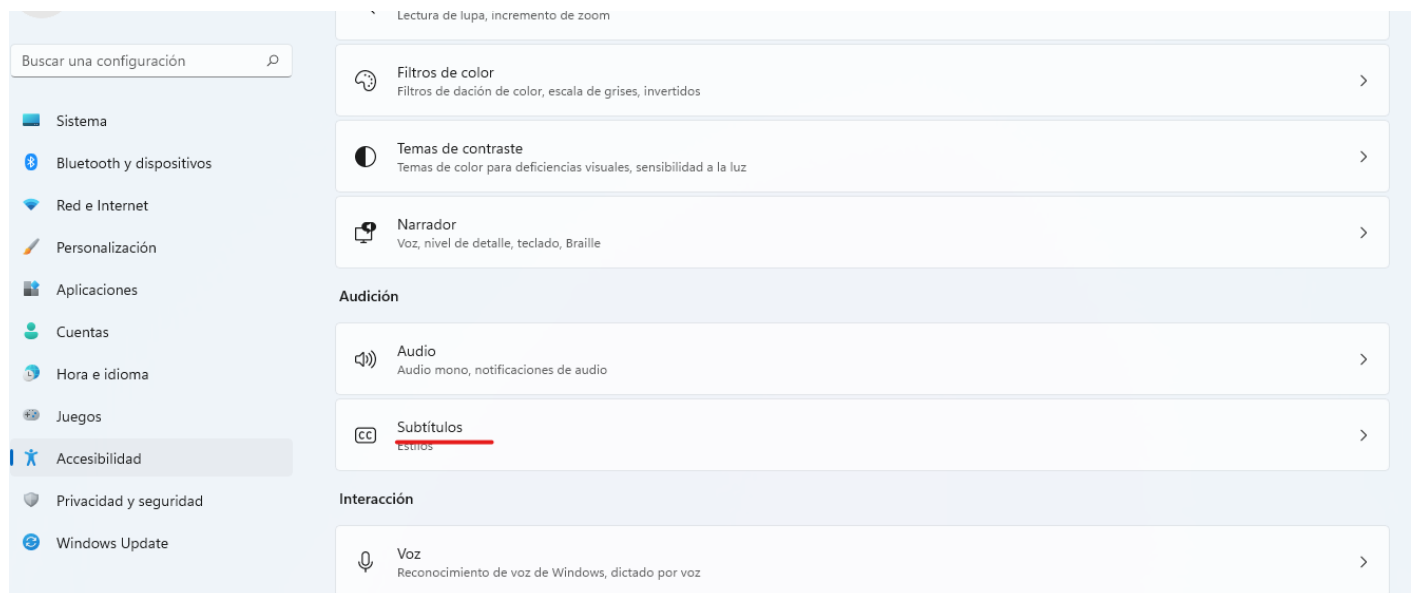 Buscar una configuración
Sistema
Bluetooth y dispositivos
Red e Internet
Personalización
Aplicaciones
Cuentas
Hora e idioma
Juegos
Accesibilidad
Privacidad y seguridad
Windows Update
Lectura de lupa, incremento de zoom
Filtros de color
Filtros de dación de color, escala de grises, invertidos
Temas de contraste
Temas de color para deficiencias visuales, sensibilidad a la luz
Narrador
Voz, nivel de detalle, teclado, Braille
Audición
Audio
Audio mono, notificaciones de audio
Subtítulos
Estilos
Interacción
Voz
Reconocimiento de voz de Windows, dictado por voz